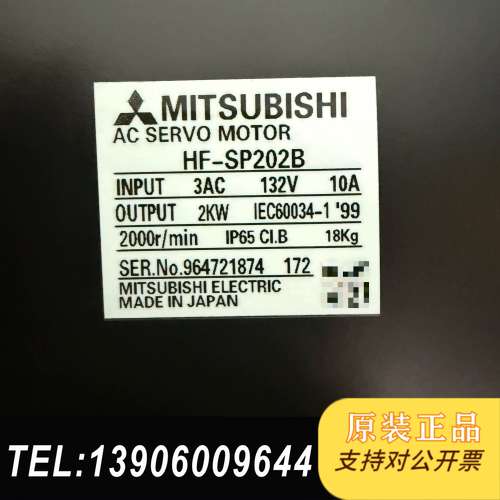 MITSUBISHI
AC SERVO MOTOR
HF-SP202B
INPUT 3AC 132V 10A
OUTPUT 2KW IEC60034-1 '99
2000r/min IP65 CI.B 18Kg
SER.No.964721874 172
MITSUBISHI ELECTRIC
MADE IN JAPAN
原装正品
支持对公开票
TEL:13906009644